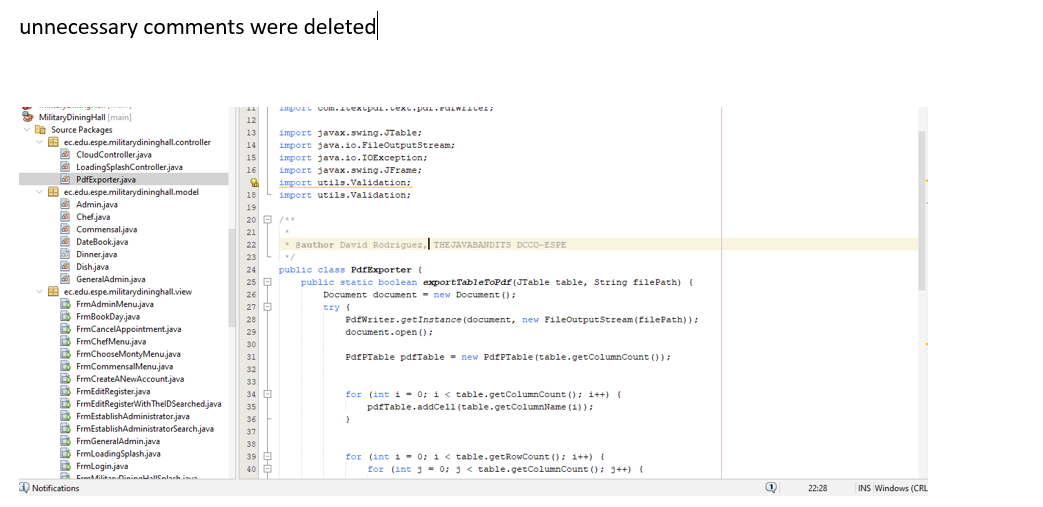 unnecessary comments were deleted
MilitaryDiningHall [main]
Source Packages
ec.edu.espe.militarydininghall.controller
CloudController.java
LoadingSplashController.java
PdfExporter.java
ec.edu.espe.militarydininghall.model
Admin.java
Chef.java
Commensal.java
DateBook.java
Dinner.java
Dish.java
GeneralAdmin.java
ec.edu.espe.militarydininghall.view
FrmAdminMenu.java
FrmBookDay.java
FrmCancelAppointment.java
FrmChefMenu.java
FrmChooseMontyMenu.java
FrmCommensalMenu.java
FrmCreateANewAccount.java
FrmEditRegister.java
FrmEditRegisterWithTheIDSearched.java
FrmEstablishAdministrator.java
FrmEstablishAdministratorSearch.java
FrmGeneralAdmin.java
FrmLoadingSplash.java
FrmLogin.java
FrmMilitaryDiningHallSplash.java
11 import com.itextpdf.text.pdf.PdfWriter;
12
13 import javax.swing.JTable;
14 import java.io.FileOutputStream;
15 import java.io.IOException;
16 import javax.swing.JFrame;
import utils.Validation;
18 import utils.Validation;
19
20 /**
21 *
22 * @author David Rodriguez, THEJAVABANDITS DCCO-ESPE
23 */
24 public class PdfExporter {
25 public static boolean exportTableToPdf(JTable table, String filePath) {
26 Document document = new Document();
27 try {
28 PdfWriter.getInstance(document, new FileOutputStream(filePath));
29 document.open();
30
31 PdfPTable pdfTable = new PdfPTable(table.getColumnCount());
32
33
34 for (int i = 0; i < table.getColumnCount(); i++) {
35 pdfTable.addCell(table.getColumnName(i));
36 }
37
38
39 for (int i = 0; i < table.getRowCount(); i++) {
40 for (int j = 0; j < table.getColumnCount(); j++) {
Notifications
1
22:28
INS
Windows (CRL